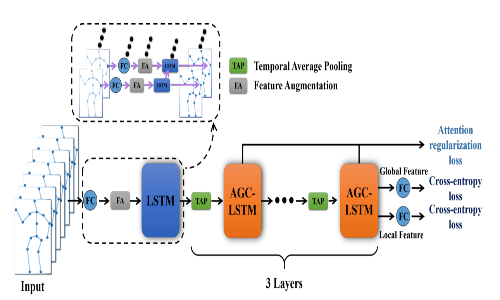 FC FA LSTM
FC FA LSTM
TAP Temporal Average Pooling
FA Feature Augmentation
Attention
regularization
loss
Global Feature
FC FA LSTM TAP AGC-
LSTM TAP AGC-
LSTM FC Cross-entropy
loss
FC Cross-entropy
loss
Local Feature
Input
3 Layers